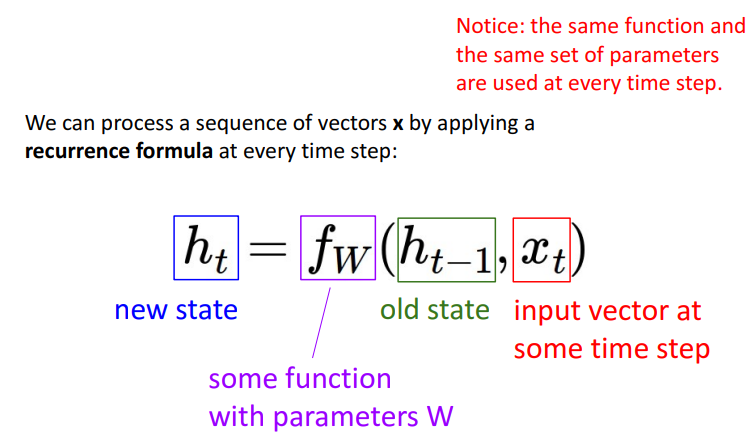 Notice: the same function and
the same set of parameters
are used at every time step.
We can process a sequence of vectors x by applying a
recurrence formula at every time step:
h_t = f_W(h_{t-1}, x_t)
new state
old state
input vector at
some time step
some function
with parameters W